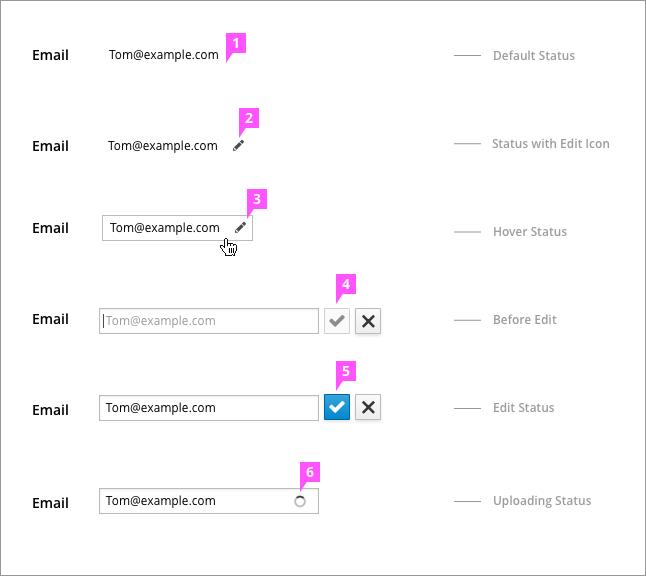 1
Email Tom@example.com Default Status
2
Email Tom@example.com Status with Edit Icon
3
Email Tom@example.com Hover Status
4
Email Tom@example.com Before Edit
5
Email Tom@example.com Edit Status
6
Email Tom@example.com Uploading Status